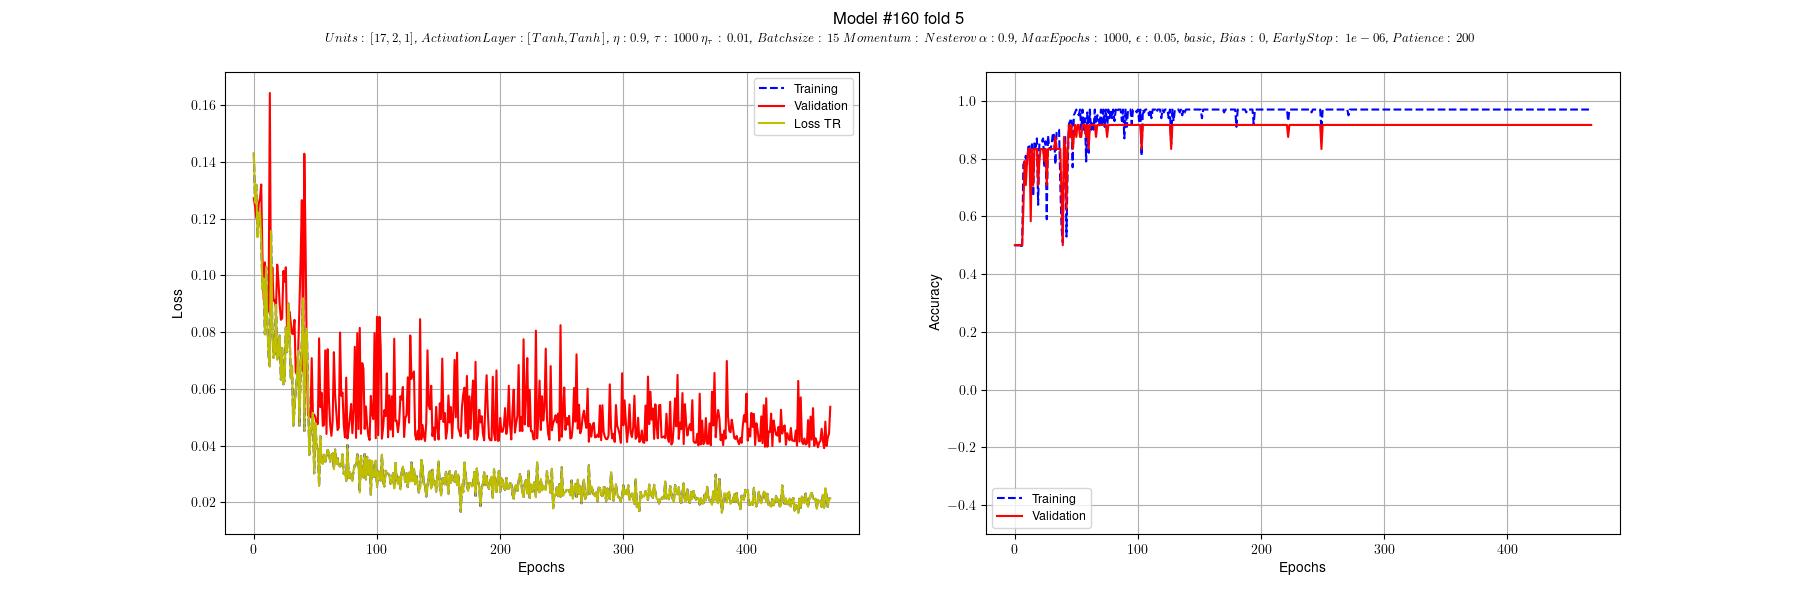 Model #160 fold 5
Units : [17, 2, 1], ActivationLayer : [Tanh, Tanh], η : 0.9, τ : 1000 ητ : 0.01, Batchsize : 15 Momentum : Nesterov α : 0.9, MaxEpochs : 1000, ϵ : 0.05, basic, Bias : 0, EarlyStop : 1e − 06, Patience : 200
Loss
0.16
0.14
0.12
0.10
0.08
0.06
0.04
0.02
0 100 200 300 400
Epochs
Training
Validation
Loss TR
Accuracy
1.0
0.8
0.6
0.4
0.2
0.0
−0.2
−0.4
0 100 200 300 400
Epochs
Training
Validation